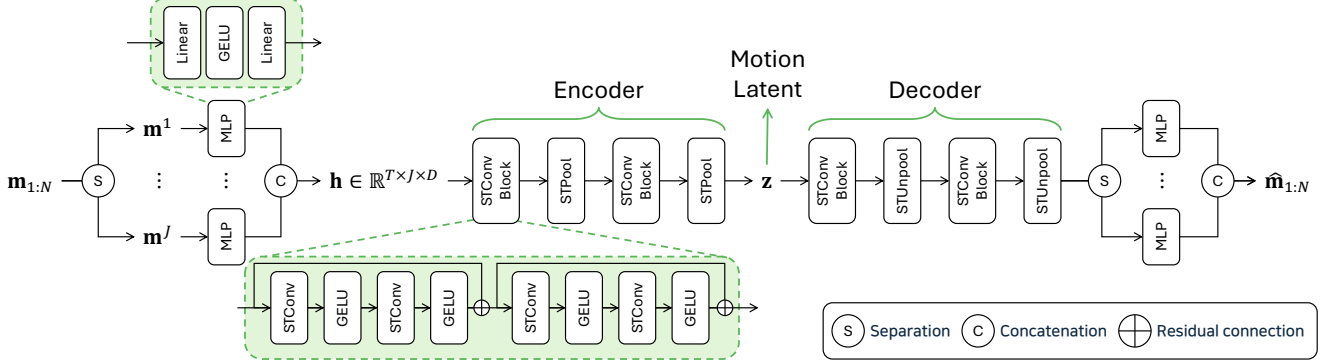 Linear
GELU
Linear
Encoder
Motion
Latent
Decoder
𝐦₁:N
S
𝐦¹
⋮
𝐦ᴶ
MLP
⋮
MLP
C
𝐡 ∈ ℝ^{T×J×D}
STConv
Block
STPool
STConv
Block
STPool
𝐳
STConv
Block
STUnpool
STConv
Block
STUnpool
S
MLP
⋮
MLP
C
𝐦̂₁:N
STConv
GELU
STConv
GELU
STConv
GELU
STConv
GELU
S Separation C Concatenation Residual connection